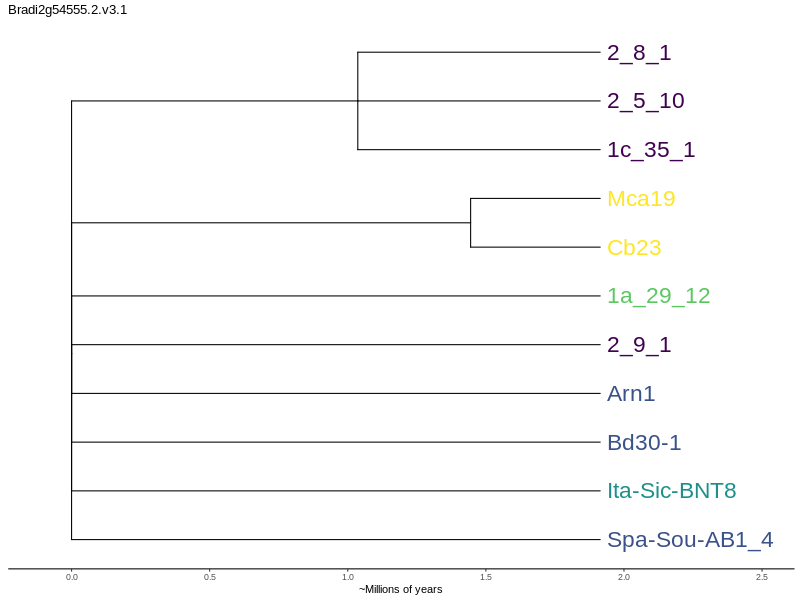 Bradi2g54555.2.v3.1
2_8_1
2_5_10
1c_35_1
Mca19
Cb23
1a_29_12
2_9_1
Arn1
Bd30-1
Ita-Sic-BNT8
Spa-Sou-AB1_4
0.0 0.5 1.0 1.5 2.0 2.5
~Millions of years